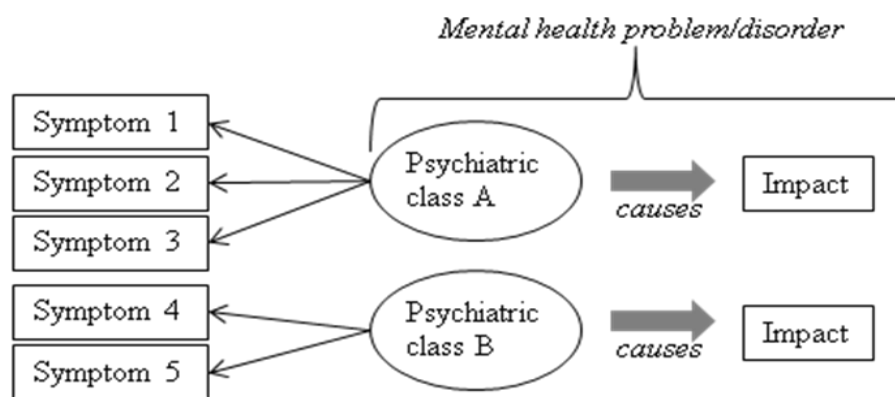 Mental health problem/disorder
Symptom 1
Symptom 2
Symptom 3
Psychiatric
class A
causes
Impact
Symptom 4
Symptom 5
Psychiatric
class B
causes
Impact